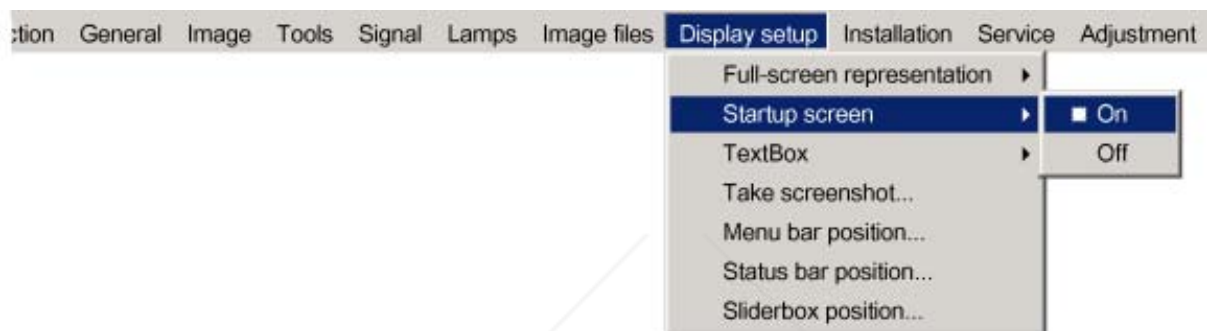 ction General Image Tools Signal Lamps Image files Display setup Installation Service Adjustment
Full-screen representation
Startup screen
On
TextBox
Off
Take screenshot...
Menu bar position...
Status bar position...
Sliderbox position...